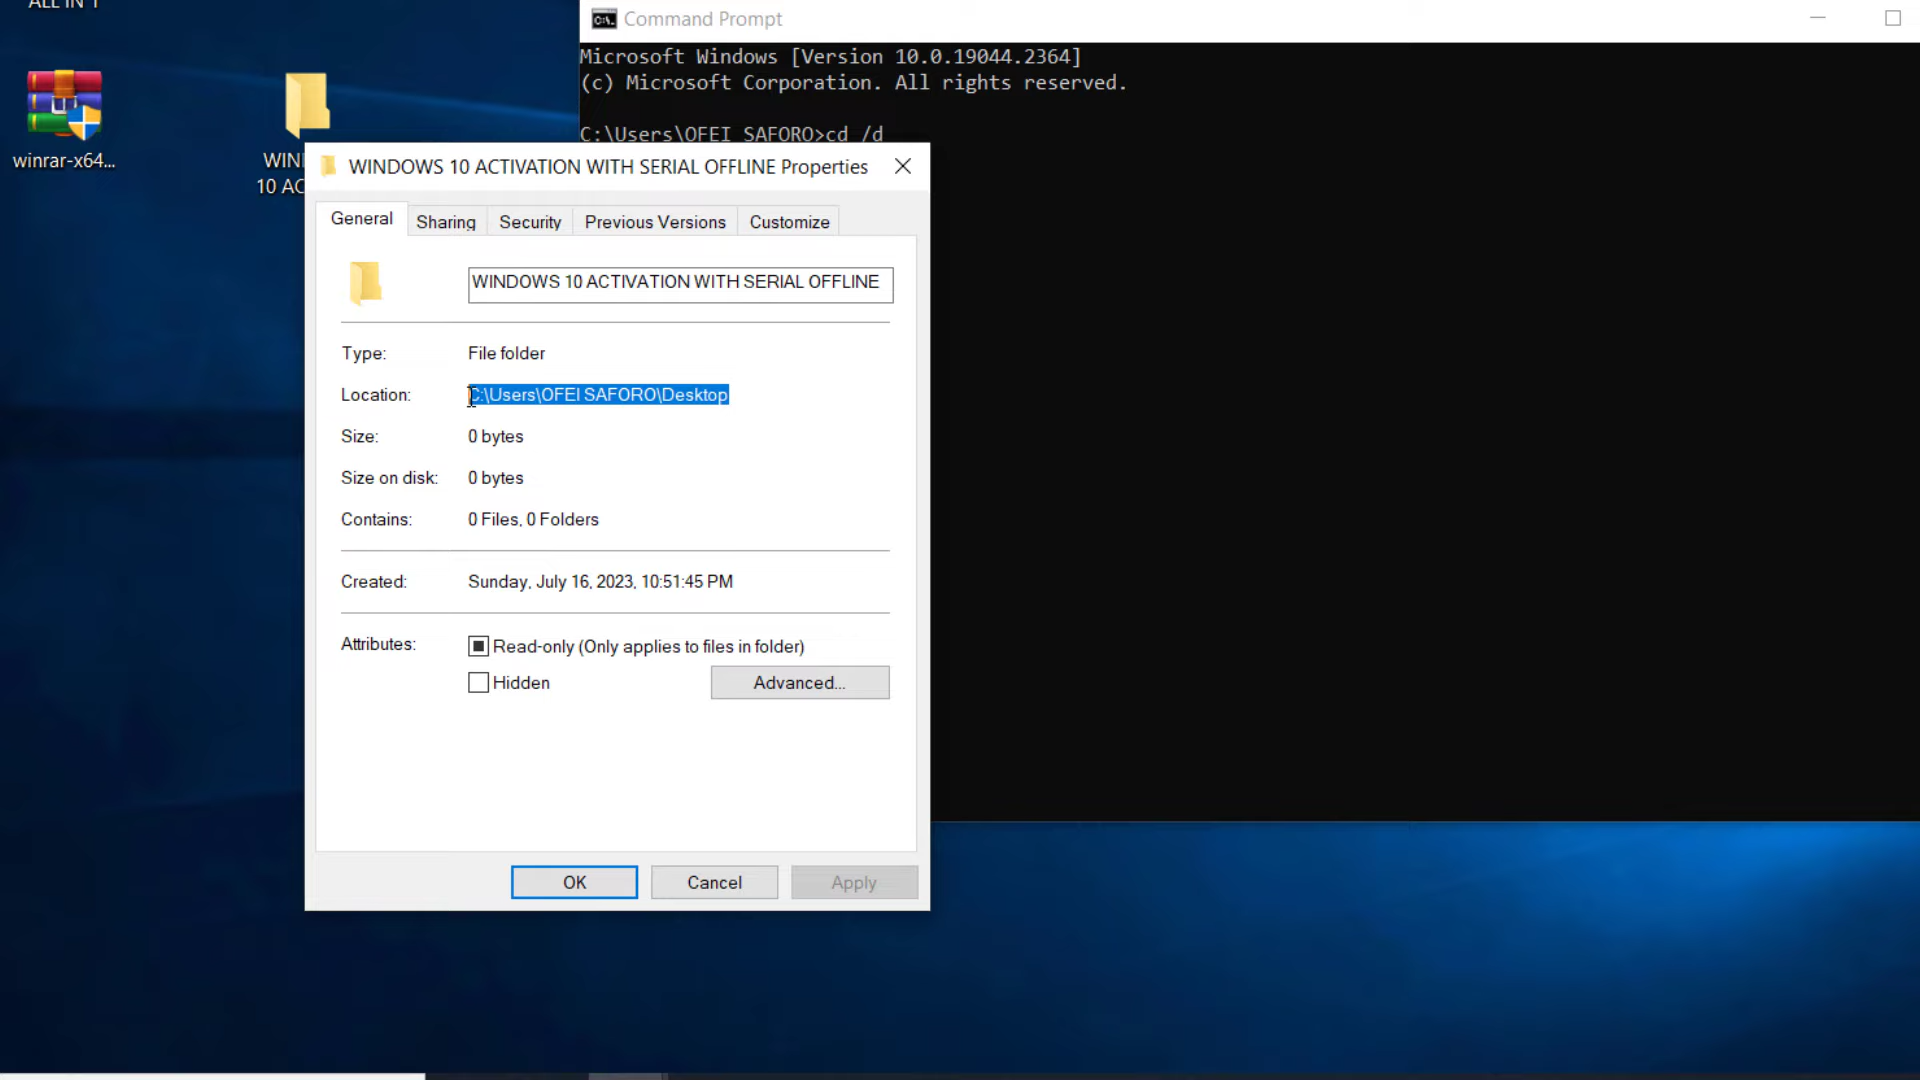 ALL IN 1
winrar-x64...
WIN
10 AC
Command Prompt
Microsoft Windows [Version 10.0.19044.2364]
(c) Microsoft Corporation. All rights reserved.
C:\Users\OFEI SAFORO>cd /d
WINDOWS 10 ACTIVATION WITH SERIAL OFFLINE Properties
General
Sharing
Security
Previous Versions
Customize
WINDOWS 10 ACTIVATION WITH SERIAL OFFLINE
Type: File folder
Location: C:\Users\OFEI SAFORO\Desktop
Size: 0 bytes
Size on disk: 0 bytes
Contains: 0 Files, 0 Folders
Created: Sunday, July 16, 2023, 10:51:45 PM
Attributes: Read-only (Only applies to files in folder)
Hidden
Advanced...
OK
Cancel
Apply